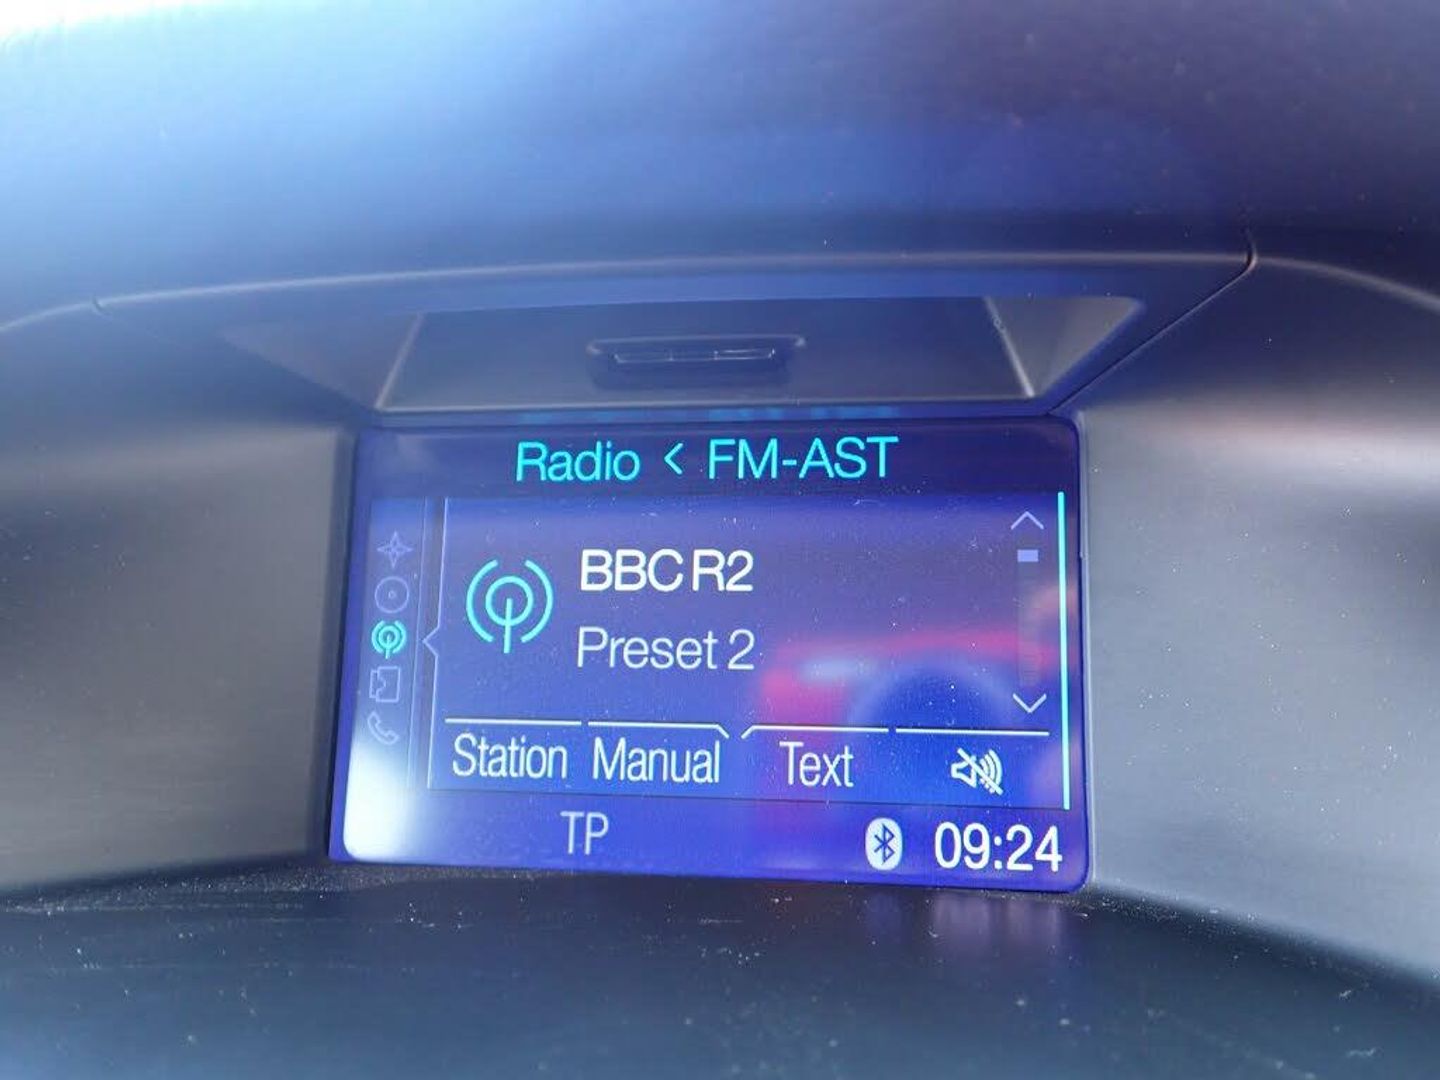 Radio < FM-AST
BBC R2
Preset 2
Station Manual Text
TP 09:24